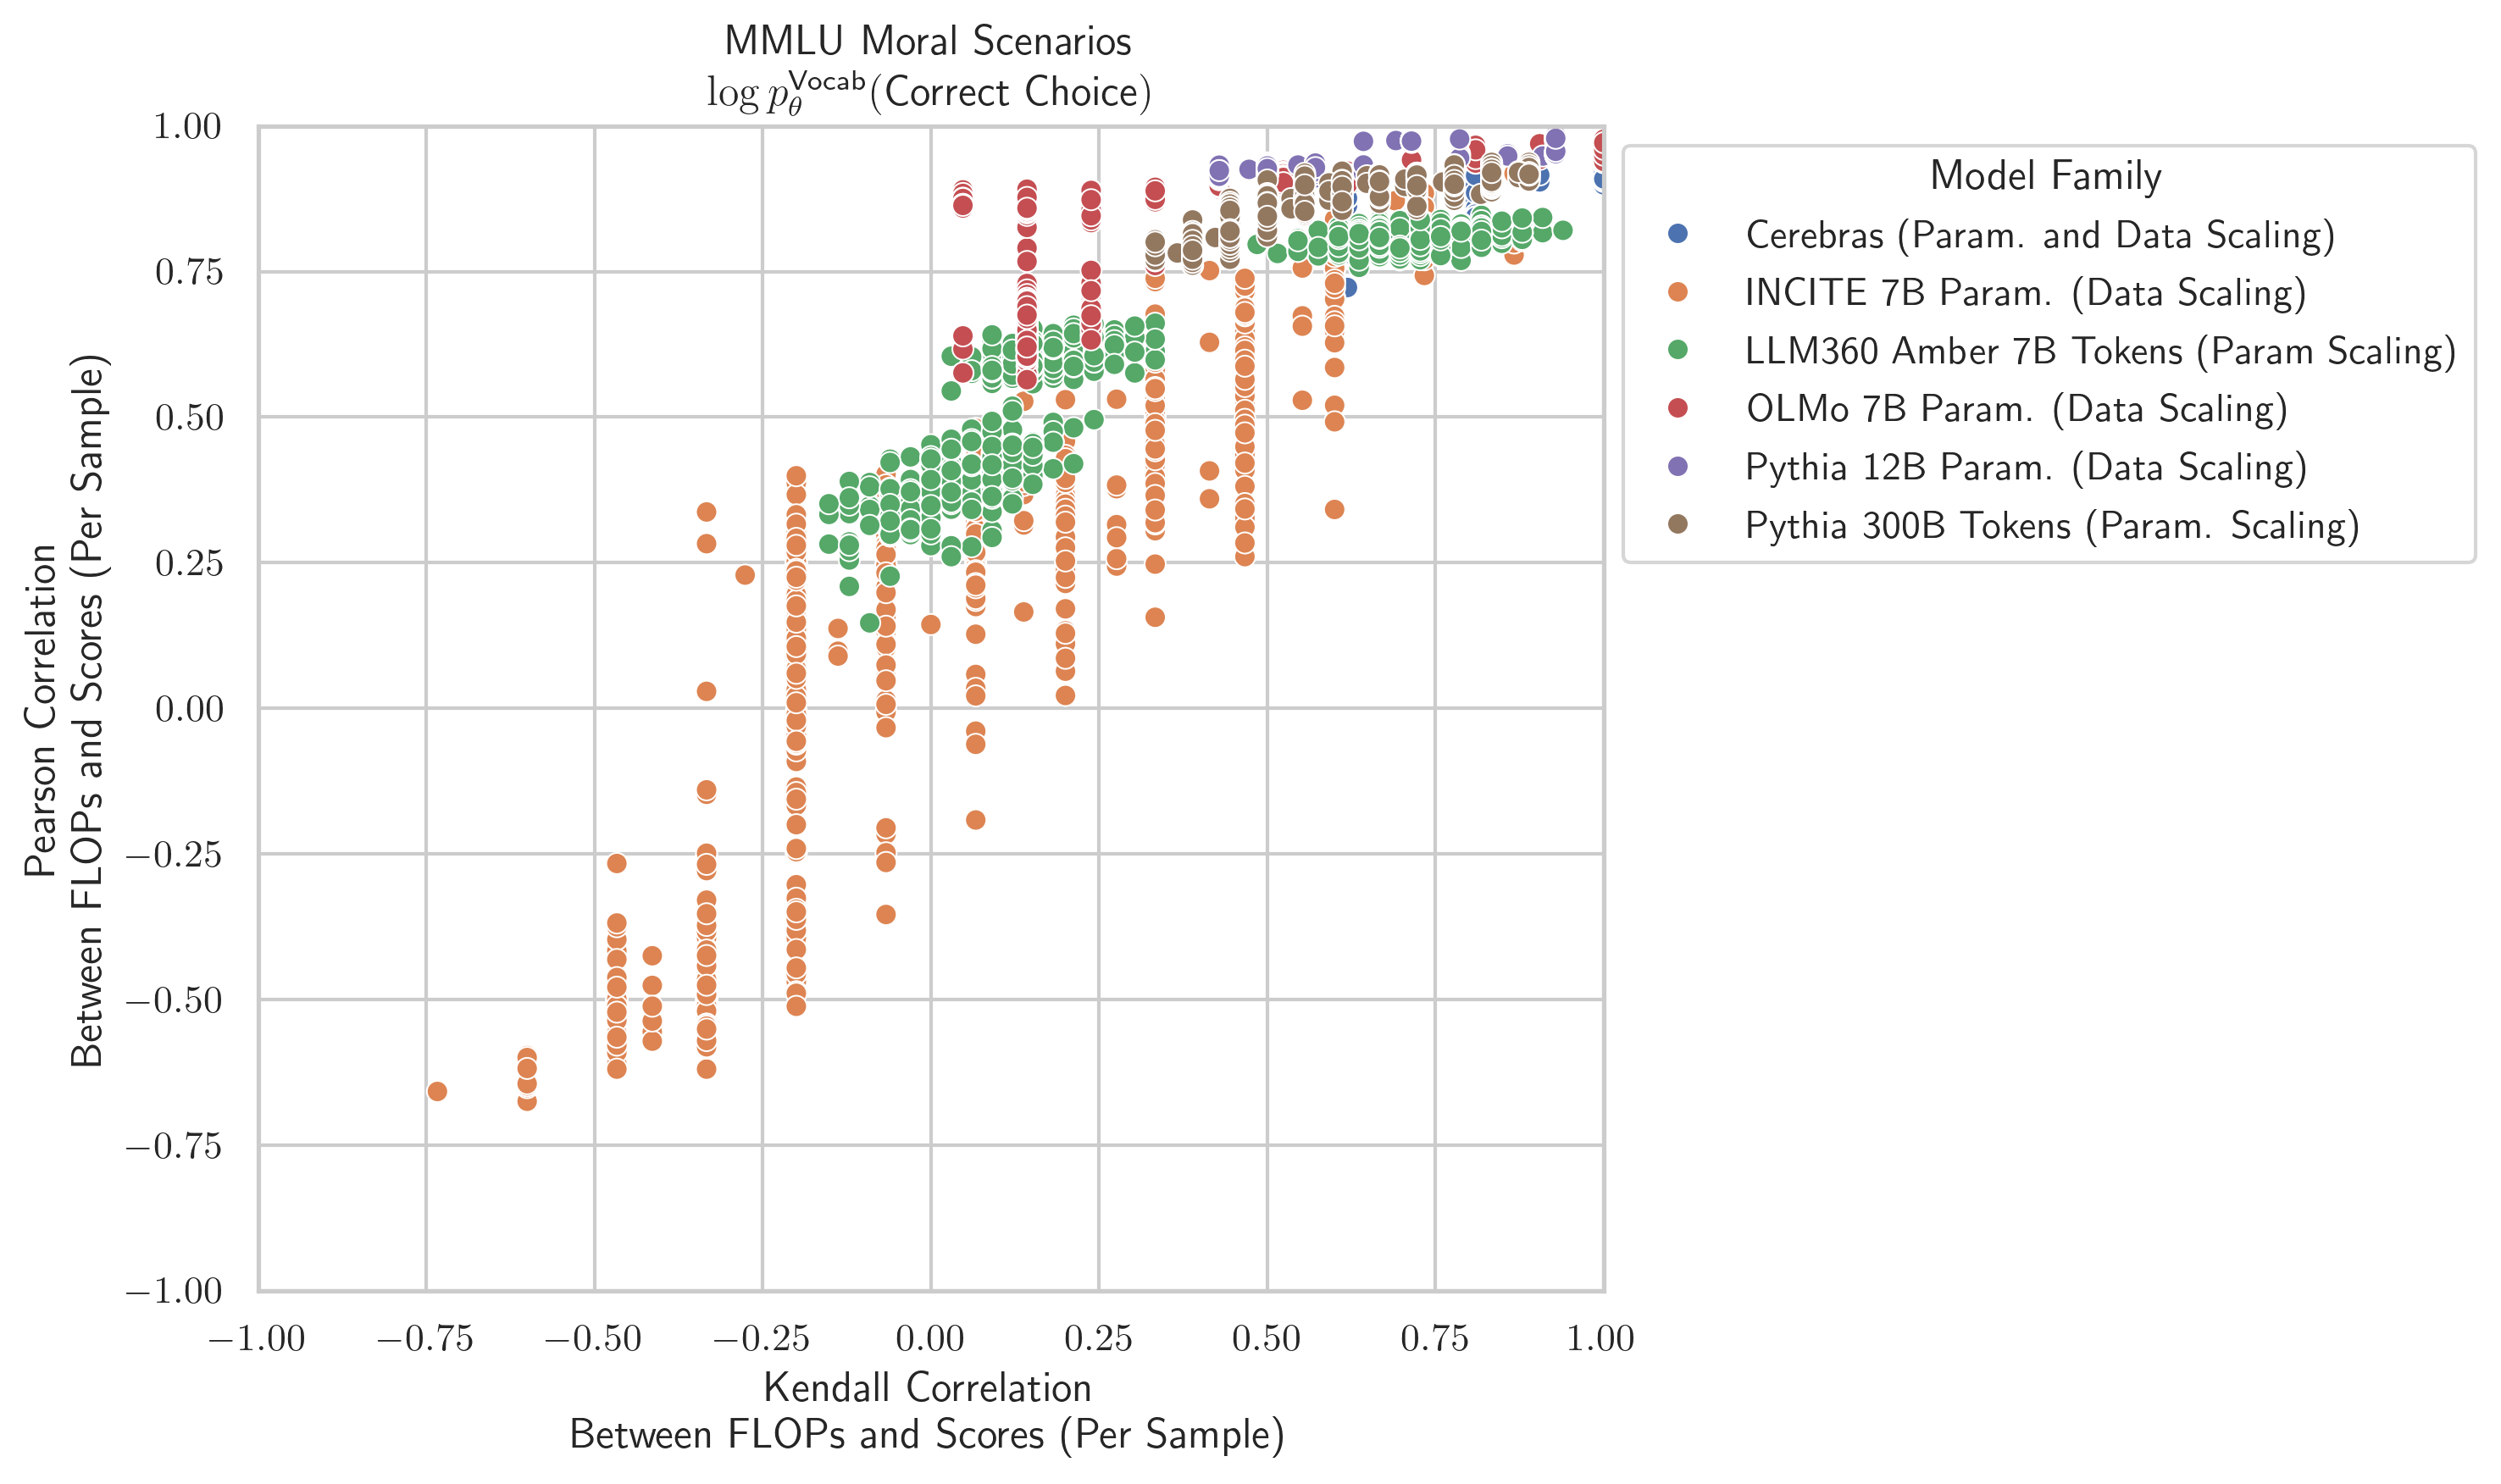 MMLU Moral Scenarios
log p_θ^Vocab(Correct Choice)
1.00
0.75
0.50
0.25
0.00
−0.25
−0.50
−0.75
−1.00
Pearson Correlation
Between FLOPs and Scores (Per Sample)
−1.00 −0.75 −0.50 −0.25 0.00 0.25 0.50 0.75 1.00
Kendall Correlation
Between FLOPs and Scores (Per Sample)
Model Family
Cerebras (Param. and Data Scaling)
INCITE 7B Param. (Data Scaling)
LLM360 Amber 7B Tokens (Param Scaling)
OLMo 7B Param. (Data Scaling)
Pythia 12B Param. (Data Scaling)
Pythia 300B Tokens (Param. Scaling)